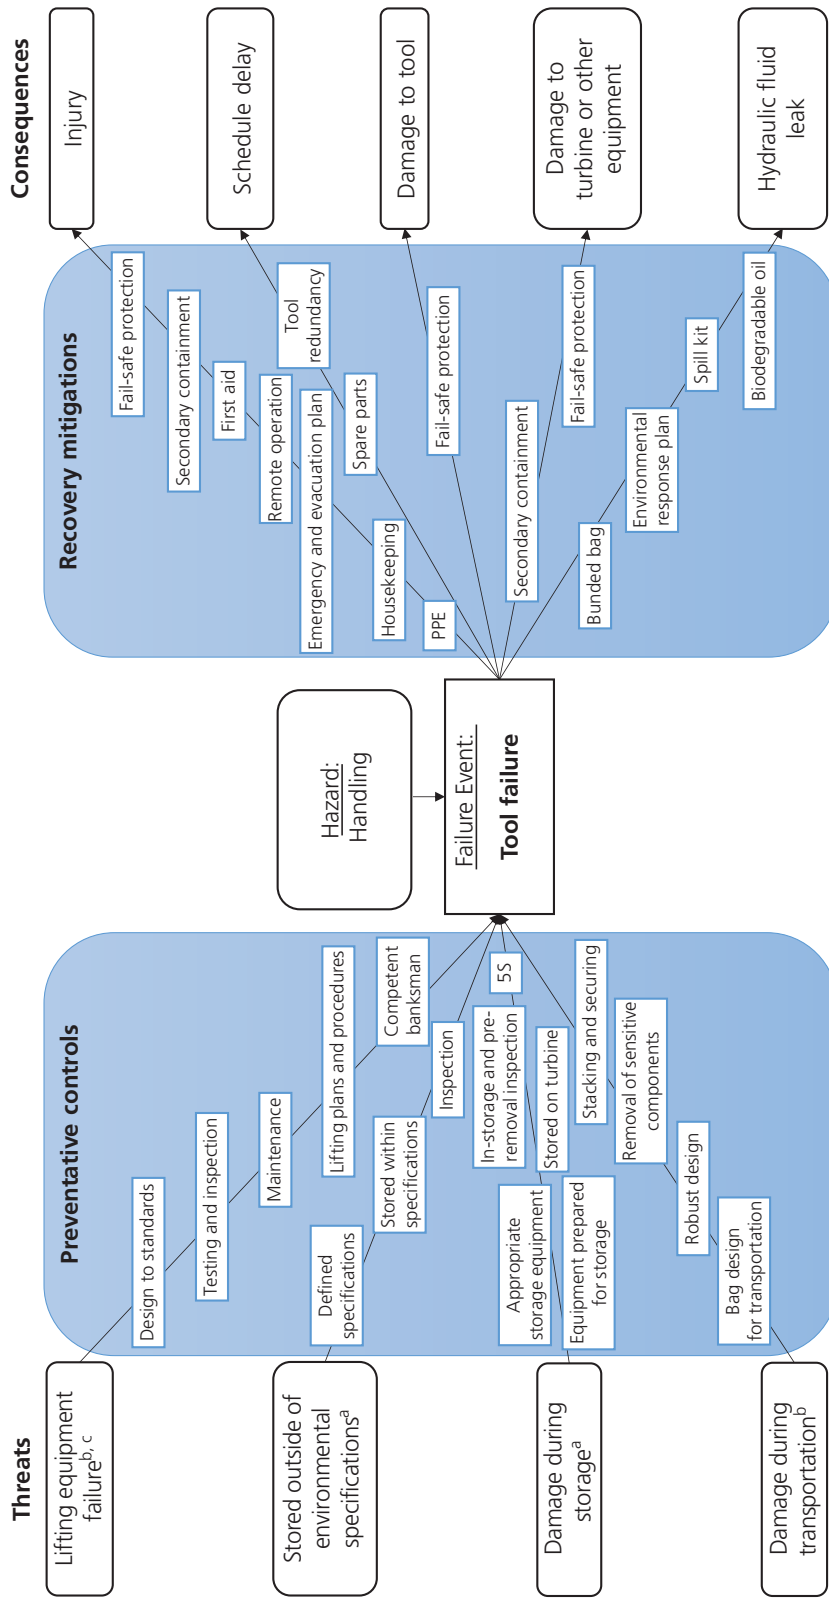 Threats
Preventative controls
Recovery mitigations
Consequences
Lifting equipment
failureb, c
Stored outside of
environmental
specificationsa
Damage during
storagea
Damage during
transportationb
Design to standards
Testing and inspection
Maintenance
Lifting plans and procedures
Competent
banksman
Defined
specifications
Stored within
specifications
Inspection
Appropriate
storage equipment
Equipment prepared
for storage
In-storage and pre-
removal inspection
Stored on turbine
5S
Bag design
for transportation
Robust design
Removal of sensitive
components
Stacking and securing
Hazard:
Handling
Failure Event:
Tool failure
PPE
Housekeeping
Emergency and evacuation plan
Remote operation
First aid
Secondary containment
Fail-safe protection
Spare parts
Tool
redundancy
Fail-safe protection
Secondary containment
Fail-safe protection
Bunded bag
Environmental
response plan
Spill kit
Biodegradable oil
Injury
Schedule delay
Damage to tool
Damage to
turbine or other
equipment
Hydraulic fluid
leak